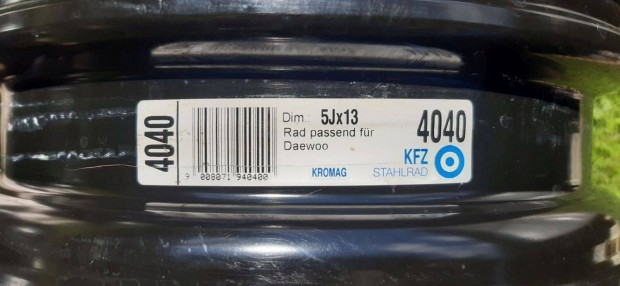 4040
9 008071 940400
Dim.: 5Jx13
Rad passend für
Daewoo
KROMAG
4040
KFZ
STAHLRAD